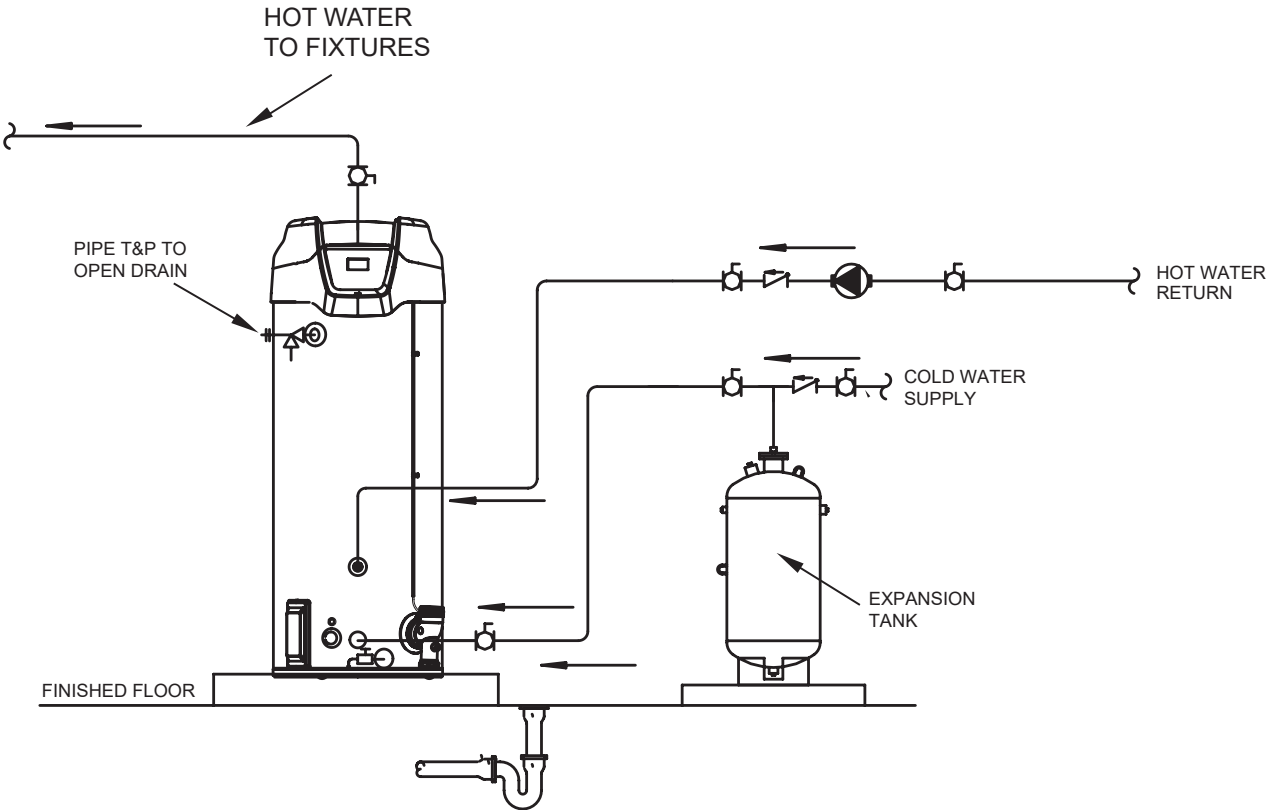 HOT WATER
TO FIXTURES
PIPE T&P TO
OPEN DRAIN
HOT WATER
RETURN
COLD WATER
SUPPLY
EXPANSION
TANK
FINISHED FLOOR